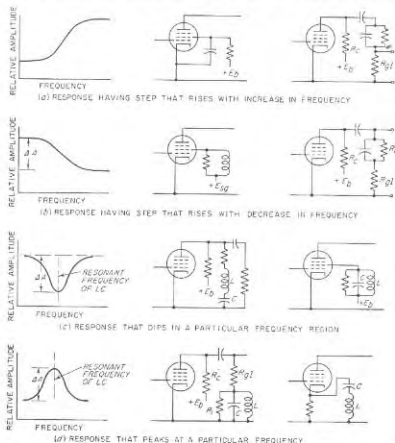 RELATIVE AMPLITUDE
FREQUENCY
+Eb
Rc
+Eb
Rgl
(a) RESPONSE HAVING STEP THAT RISES WITH INCREASE IN FREQUENCY
RELATIVE AMPLITUDE
ΔA
FREQUENCY
+Esg
Rc
+Eb
Rgl
(b) RESPONSE HAVING STEP THAT RISES WITH DECREASE IN FREQUENCY
RELATIVE AMPLITUDE
ΔA
RESONANT
FREQUENCY
OF LC
FREQUENCY
+Eb
L
C
C
L
+Eb
(c) RESPONSE THAT DIPS IN A PARTICULAR FREQUENCY REGION
RELATIVE AMPLITUDE
ΔA
RESONANT
FREQUENCY
OF LC
FREQUENCY
Rc
Rgl
+Eb
R1
C
L
C
L
(d) RESPONSE THAT PEAKS AT A PARTICULAR FREQUENCY